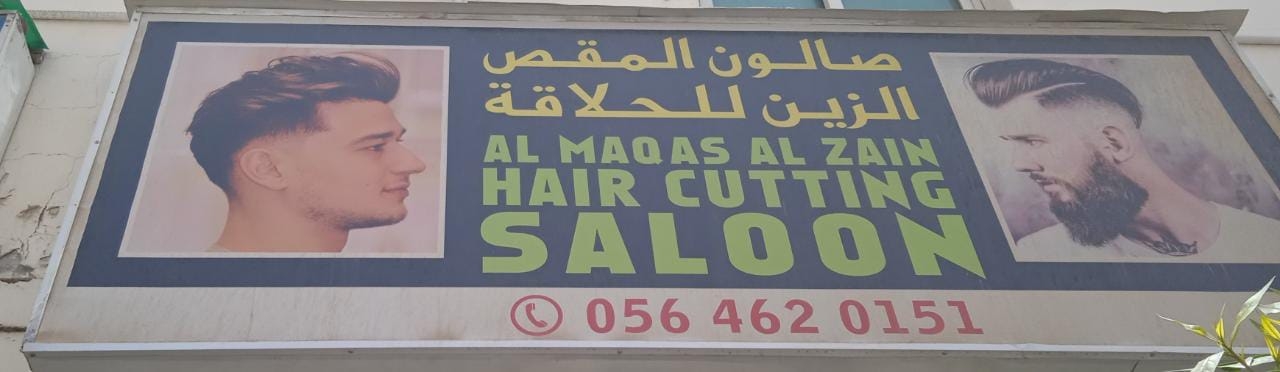 صالون المقص
الزين للحلاقة
AL MAQAS AL ZAIN
HAIR CUTTING
SALOON
056 462 0151